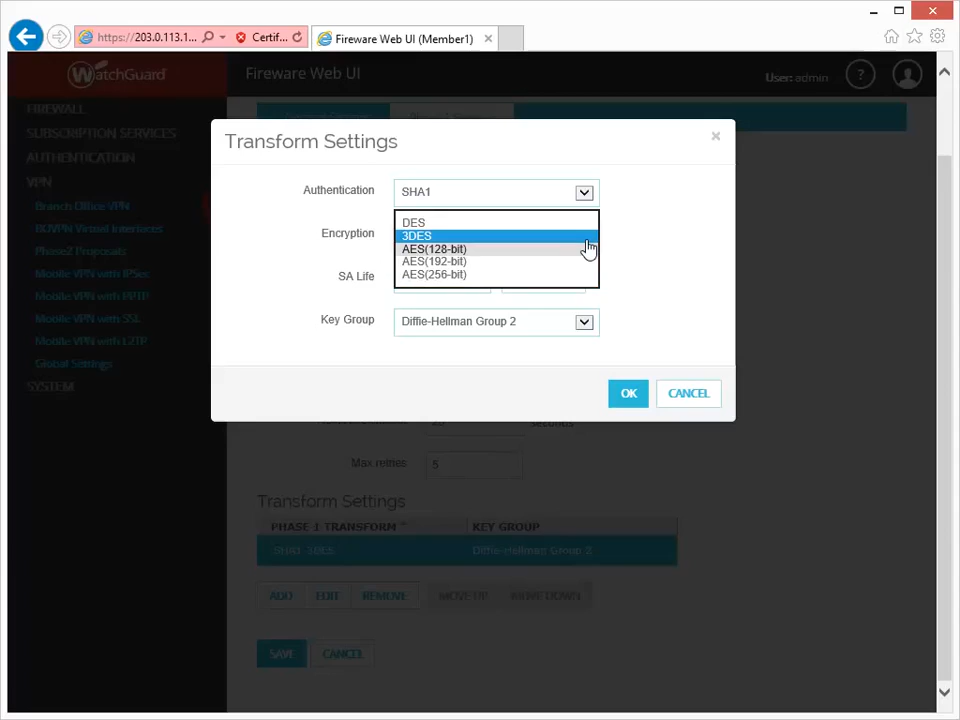 https://203.0.113.1...
Certif...
Fireware Web UI (Member1)
WatchGuard
Fireware Web UI
User: admin
FIREWALL
SUBSCRIPTION SERVICES
AUTHENTICATION
VPN
Branch Office VPN
BOVPN Virtual Interfaces
Phase2 Proposals
Mobile VPN with IPSec
Mobile VPN with PPTP
Mobile VPN with SSL
Mobile VPN with L2TP
Global Settings
SYSTEM
Transform Settings
Authentication
SHA1
Encryption
DES
3DES
AES(128-bit)
AES(192-bit)
AES(256-bit)
SA Life
Key Group
Diffie-Hellman Group 2
OK
CANCEL
seconds
Max retries
5
Transform Settings
PHASE 1 TRANSFORM
KEY GROUP
SHA1-3DES
Diffie-Hellman Group 2
ADD
EDIT
REMOVE
MOVE UP
MOVE DOWN
SAVE
CANCEL